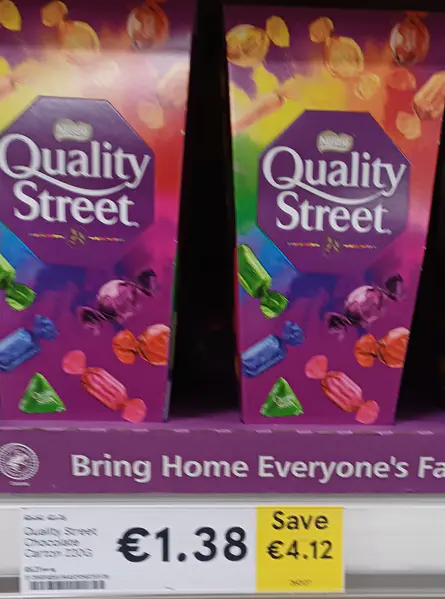 Nestlé
Quality
Street
Nestlé
Quality
Street
Bring Home Everyone's Fa
Quality Street
Chocolate
Carton 220G
€1.38
Save
€4.12